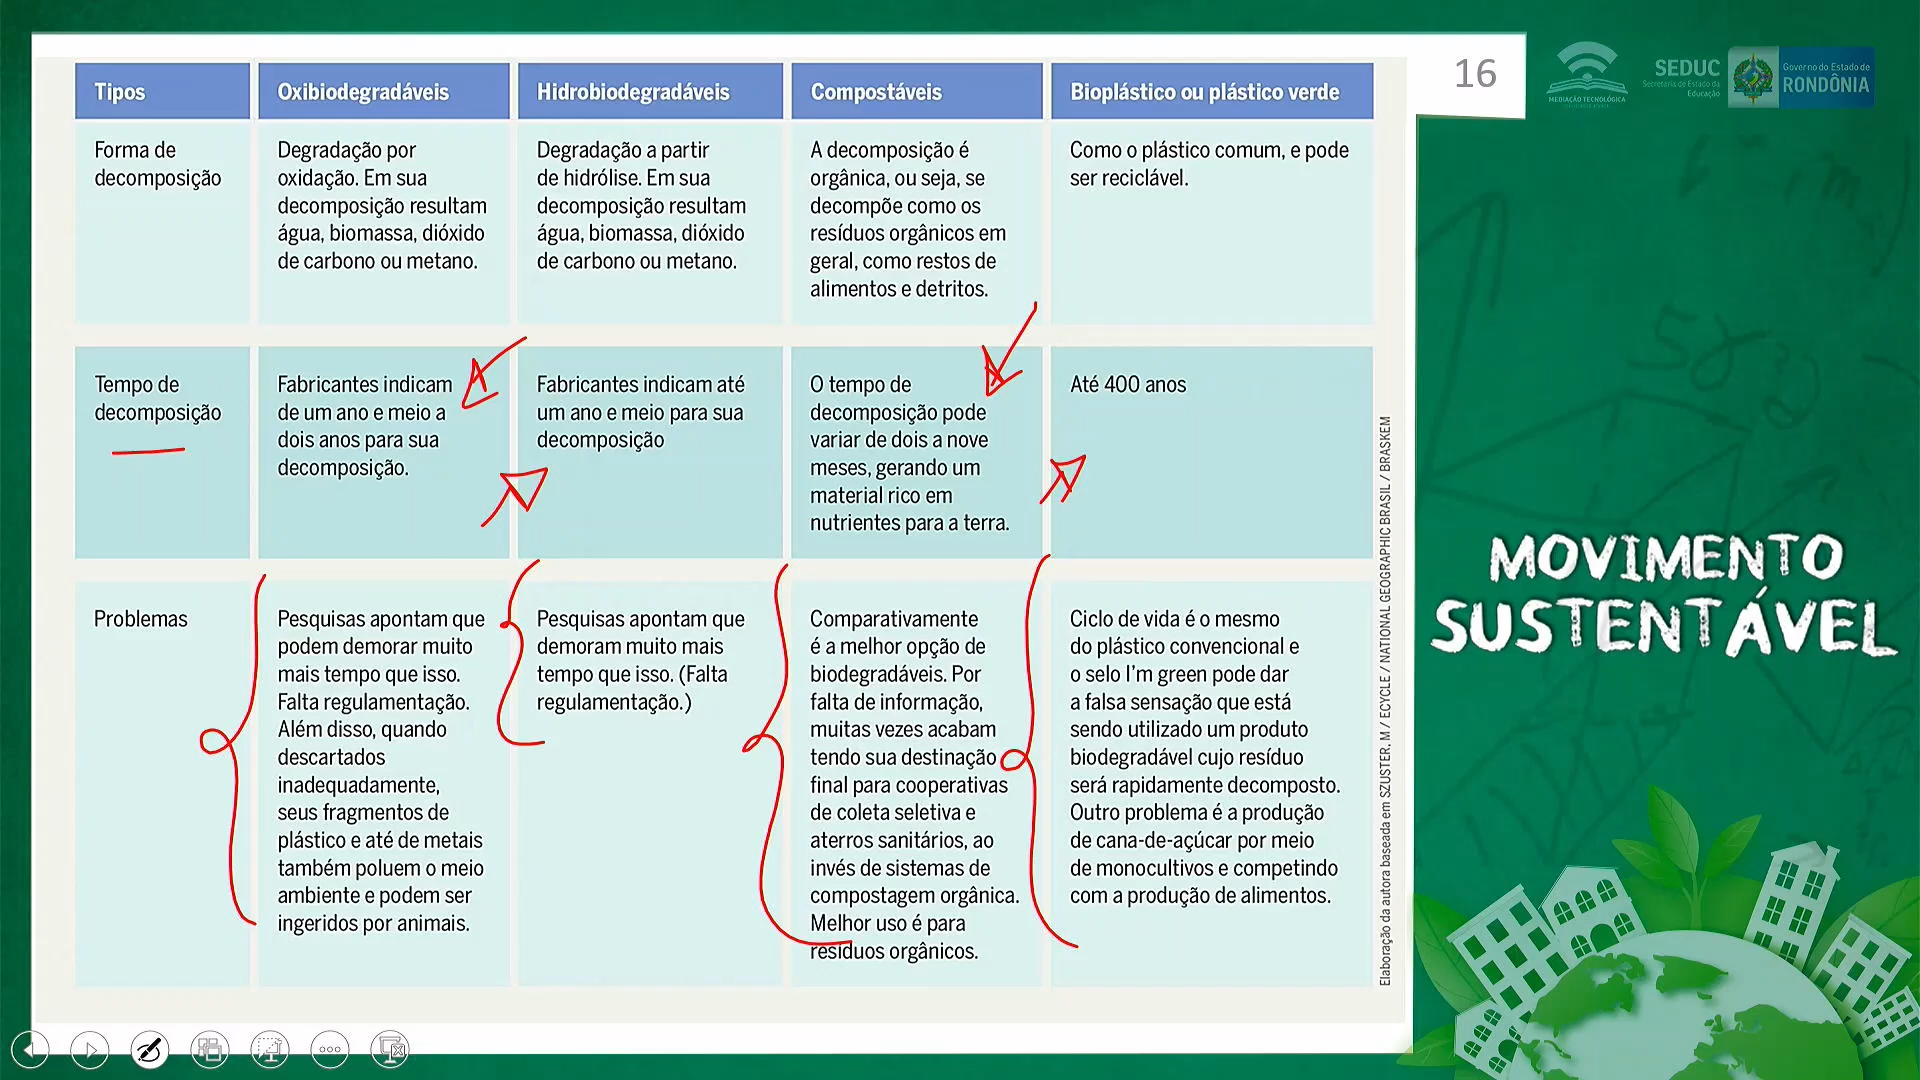 16
MEDIAÇÃO TECNOLÓGICA
SEDUC
Secretaria de Estado da
Educação
Governo do Estado de
RONDÔNIA
Tipos
Oxibiodegradáveis
Hidrobiodegradáveis
Compostáveis
Bioplástico ou plástico verde
Forma de
decomposição
Degradação por
oxidação. Em sua
decomposição resultam
água, biomassa, dióxido
de carbono ou metano.
Degradação a partir
de hidrólise. Em sua
decomposição resultam
água, biomassa, dióxido
de carbono ou metano.
A decomposição é
orgânica, ou seja, se
decompõe como os
resíduos orgânicos em
geral, como restos de
alimentos e detritos.
Como o plástico comum, e pode
ser reciclável.
Tempo de
decomposição
Fabricantes indicam
de um ano e meio a
dois anos para sua
decomposição.
Fabricantes indicam até
um ano e meio para sua
decomposição
O tempo de
decomposição pode
variar de dois a nove
meses, gerando um
material rico em
nutrientes para a terra.
Até 400 anos
Problemas
Pesquisas apontam que
podem demorar muito
mais tempo que isso.
Falta regulamentação.
Além disso, quando
descartados
inadequadamente,
seus fragmentos de
plástico e até de metais
também poluem o meio
ambiente e podem ser
ingeridos por animais.
Pesquisas apontam que
demoram muito mais
tempo que isso. (Falta
regulamentação.)
Comparativamente
é a melhor opção de
biodegradáveis. Por
falta de informação,
muitas vezes acabam
tendo sua destinação
final para cooperativas
de coleta seletiva e
aterros sanitários, ao
invés de sistemas de
compostagem orgânica.
Melhor uso é para
resíduos orgânicos.
Ciclo de vida é o mesmo
do plástico convencional e
o selo I'm green pode dar
a falsa sensação que está
sendo utilizado um produto
biodegradável cujo resíduo
será rapidamente decomposto.
Outro problema é a produção
de cana-de-açúcar por meio
de monocultivos e competindo
com a produção de alimentos.
Elaboração da autora baseada em SZUSTER, M / ECYCLE / NATIONAL GEOGRAPHIC BRASIL / BRASKEM
MOVIMENTO
SUSTENTÁVEL